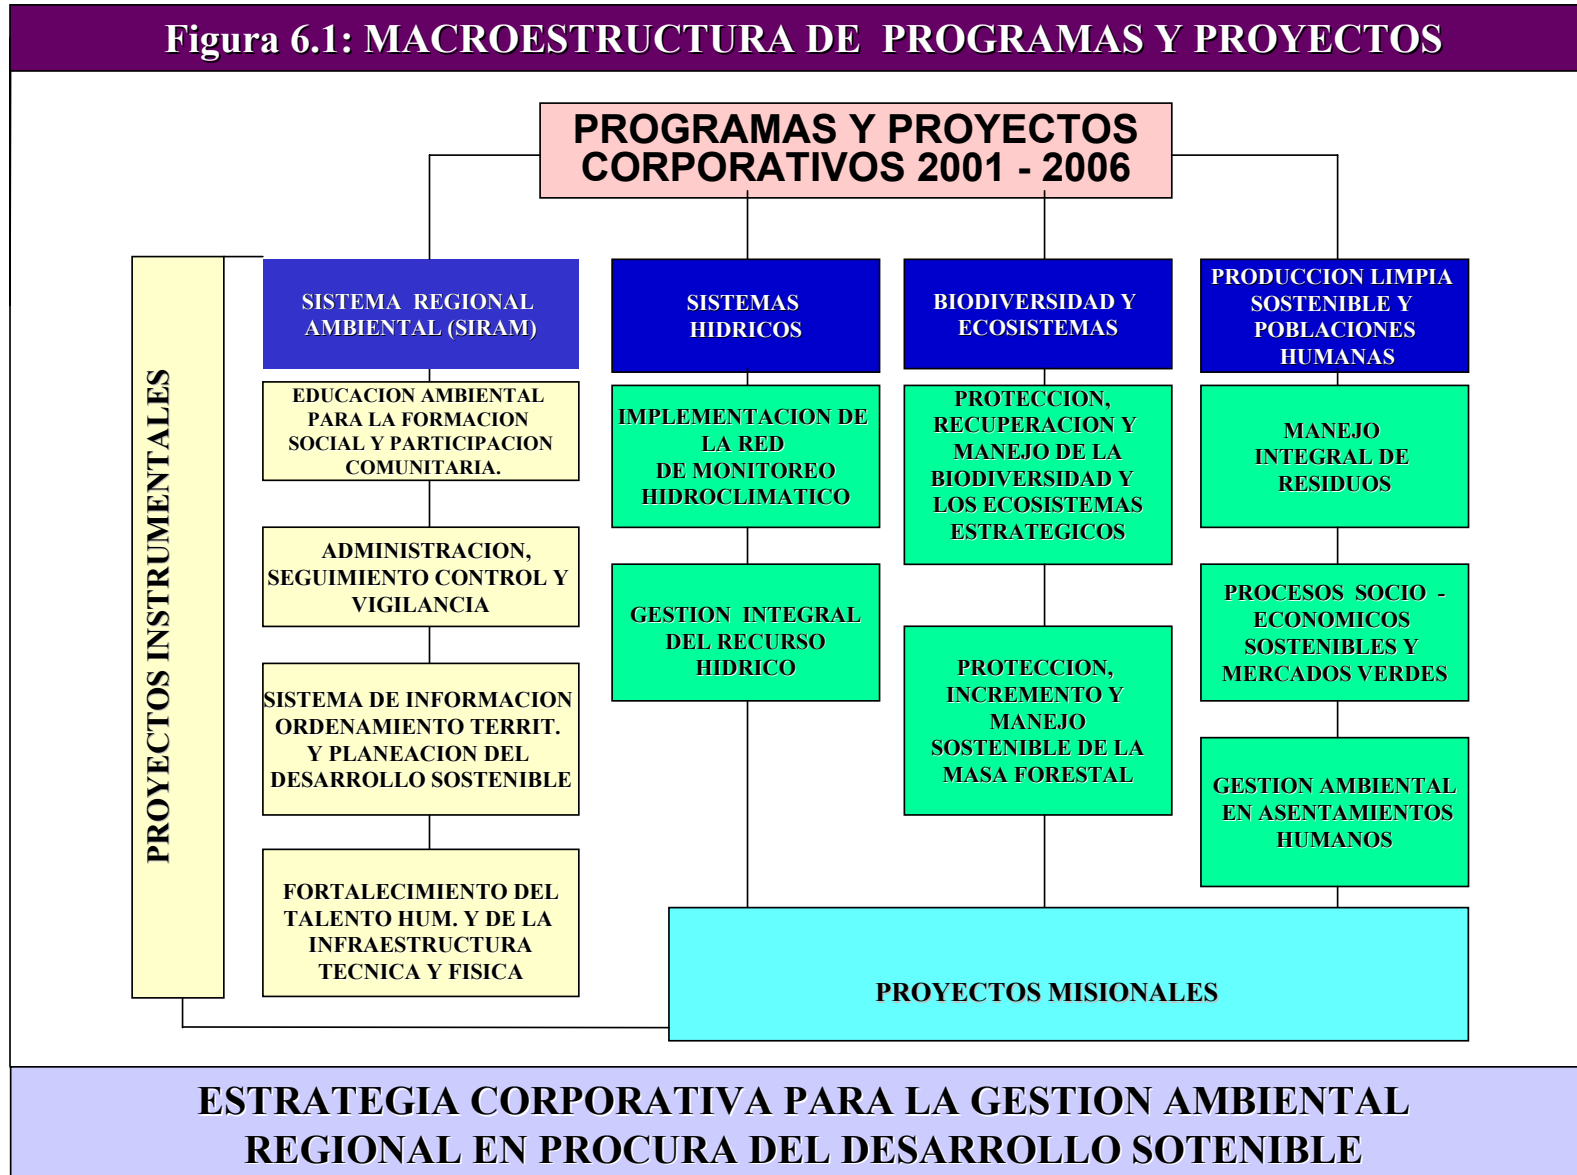 Figura 6.1: MACROESTRUCTURA DE PROGRAMAS Y PROYECTOS
PROGRAMAS Y PROYECTOS
CORPORATIVOS 2001 - 2006
PROYECTOS INSTRUMENTALES
SISTEMA REGIONAL
AMBIENTAL (SIRAM)
EDUCACION AMBIENTAL
PARA LA FORMACION
SOCIAL Y PARTICIPACION
COMUNITARIA.
ADMINISTRACION,
SEGUIMIENTO CONTROL Y
VIGILANCIA
SISTEMA DE INFORMACION
ORDENAMIENTO TERRIT.
Y PLANEACION DEL
DESARROLLO SOSTENIBLE
FORTALECIMIENTO DEL
TALENTO HUM. Y DE LA
INFRAESTRUCTURA
TECNICA Y FISICA
SISTEMAS
HIDRICOS
IMPLEMENTACION DE
LA RED
DE MONITOREO
HIDROCLIMATICO
GESTION INTEGRAL
DEL RECURSO
HIDRICO
BIODIVERSIDAD Y
ECOSISTEMAS
PROTECCION,
RECUPERACION Y
MANEJO DE LA
BIODIVERSIDAD Y
LOS ECOSISTEMAS
ESTRATEGICOS
PROTECCION,
INCREMENTO Y
MANEJO
SOSTENIBLE DE LA
MASA FORESTAL
PRODUCCION LIMPIA
SOSTENIBLE Y
POBLACIONES
HUMANAS
MANEJO
INTEGRAL DE
RESIDUOS
PROCESOS SOCIO -
ECONOMICOS
SOSTENIBLES Y
MERCADOS VERDES
GESTION AMBIENTAL
EN ASENTAMIENTOS
HUMANOS
PROYECTOS MISIONALES
ESTRATEGIA CORPORATIVA PARA LA GESTION AMBIENTAL
REGIONAL EN PROCURA DEL DESARROLLO SOTENIBLE